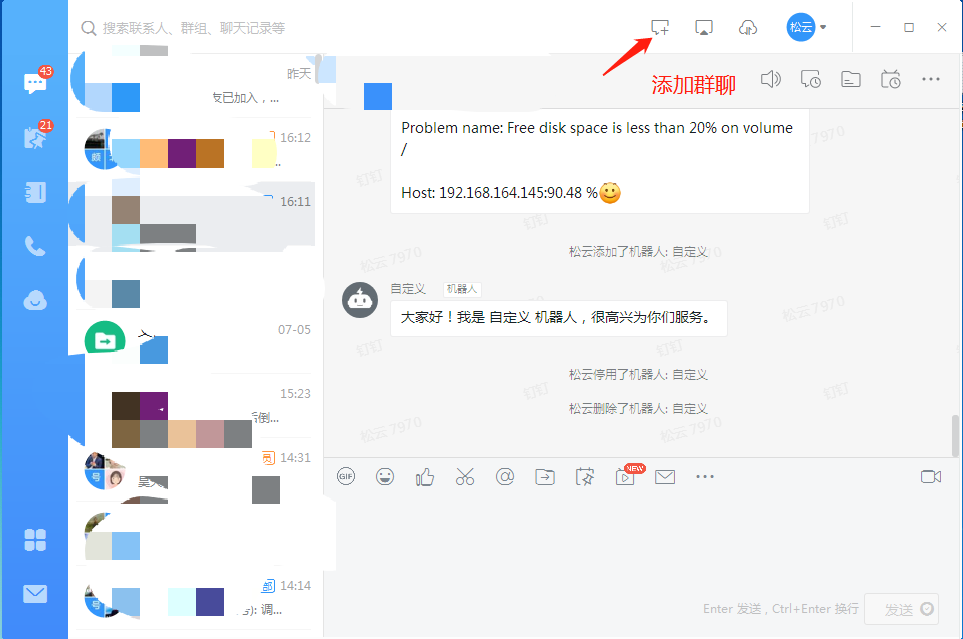 搜索联系人、群组、聊天记录等
松云
43
21
昨天
已加入，...
16:12
16:11
07-05
15:23
倒...
员
14:31
号
部
14:14
号
): 调...
添加群聊
Problem name: Free disk space is less than 20% on volume
/
Host: 192.168.164.145:90.48 %
松云添加了机器人: 自定义
自定义
机器人
大家好！我是 自定义 机器人，很高兴为你们服务。
松云停用了机器人: 自定义
松云删除了机器人: 自定义
钉钉
松云 7970
GIF
NEW
Enter 发送 , Ctrl+Enter 换行
发送